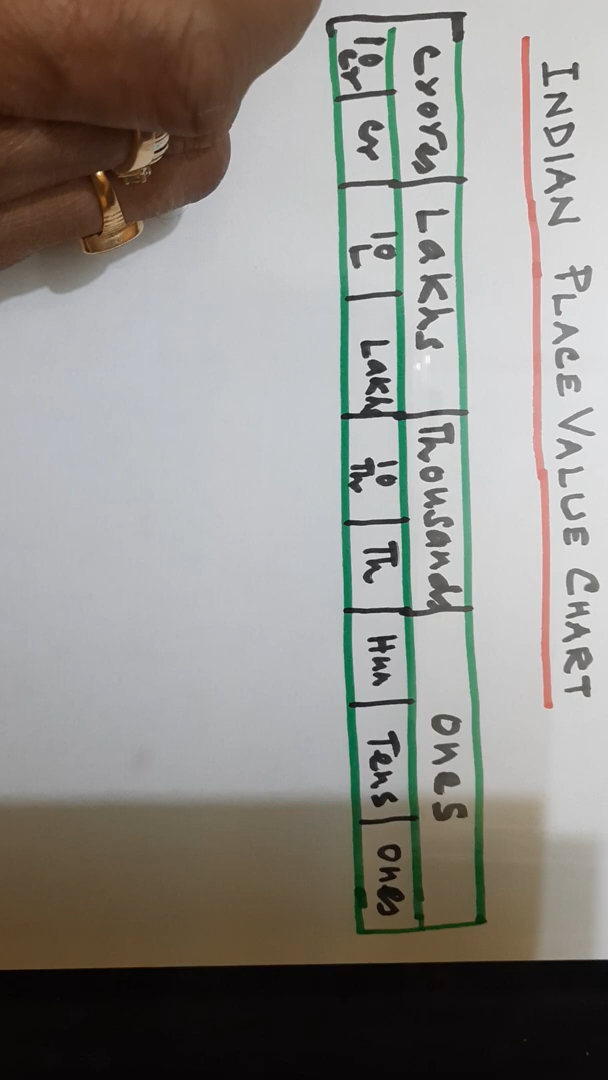 INDIAN PLACE VALUE CHART
Crores Lakhs Thousands ones
10 Cr Cr 10 L Lakh 10 Th Th Hun Tens ones